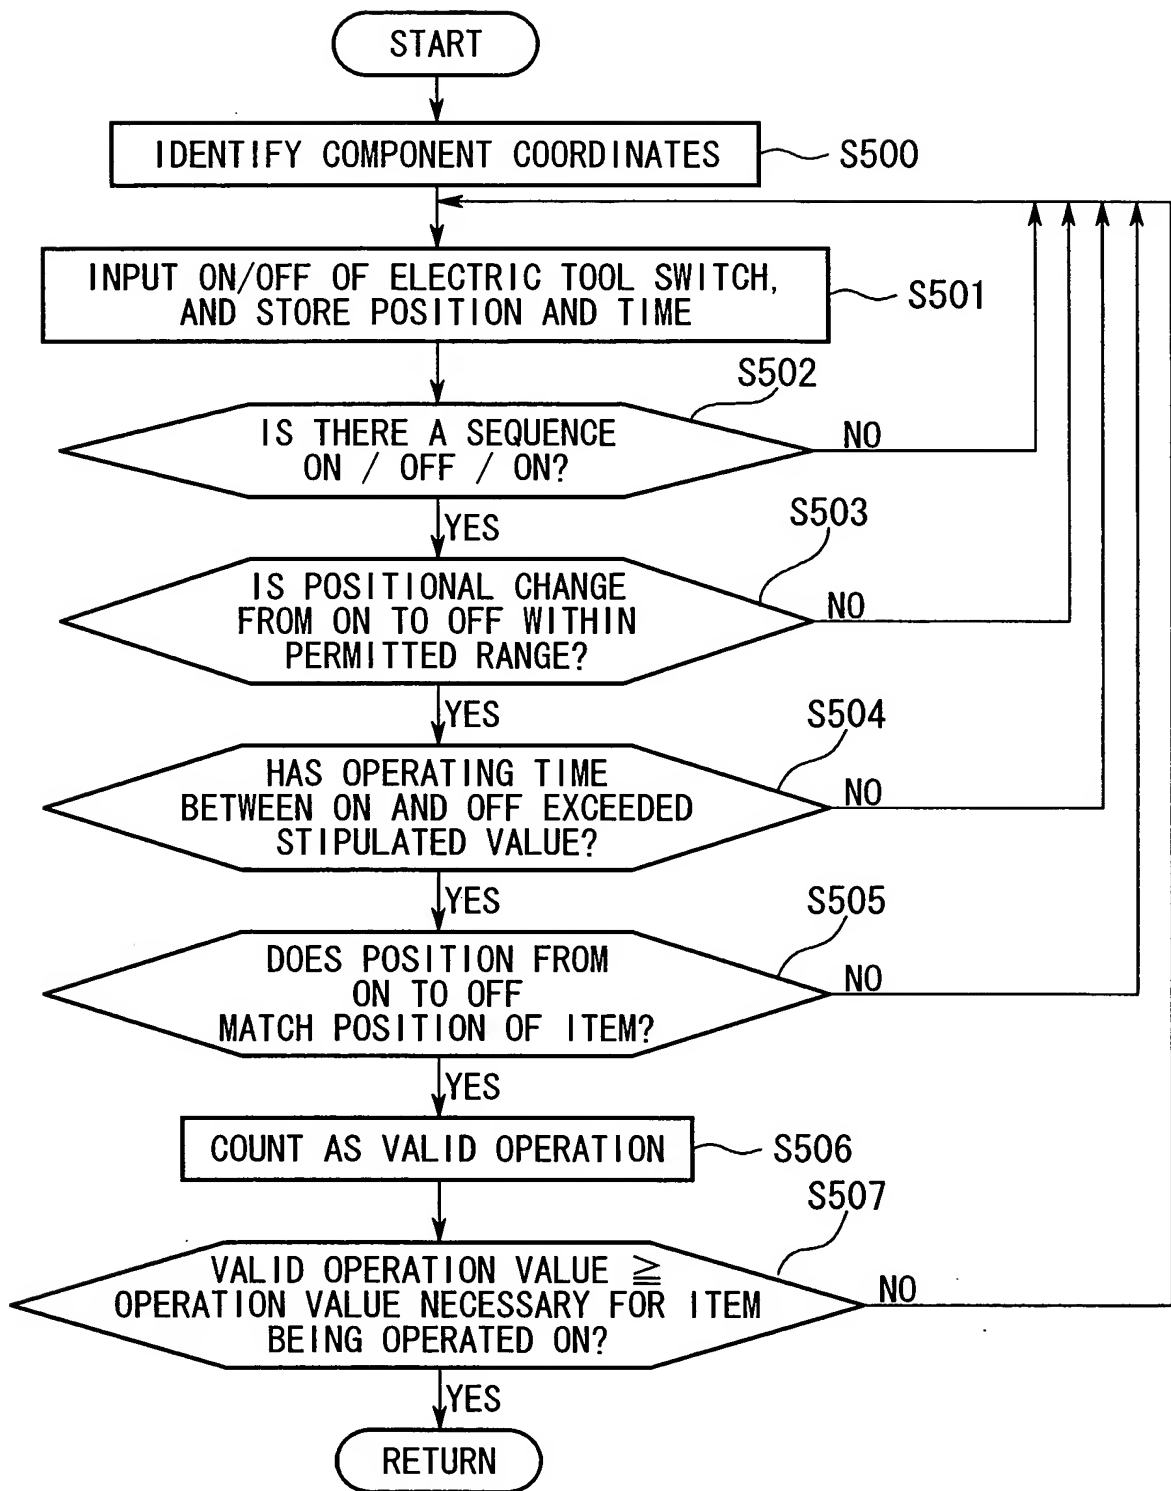 START
IDENTIFY COMPONENT COORDINATES
S500
INPUT ON/OFF OF ELECTRIC TOOL SWITCH,
AND STORE POSITION AND TIME
S501
S502
IS THERE A SEQUENCE
ON / OFF / ON?
NO
YES
S503
IS POSITIONAL CHANGE
FROM ON TO OFF WITHIN
PERMITTED RANGE?
NO
YES
S504
HAS OPERATING TIME
BETWEEN ON AND OFF EXCEEDED
STIPULATED VALUE?
NO
YES
S505
DOES POSITION FROM
ON TO OFF
MATCH POSITION OF ITEM?
NO
YES
COUNT AS VALID OPERATION
S506
S507
VALID OPERATION VALUE ≧
OPERATION VALUE NECESSARY FOR ITEM
BEING OPERATED ON?
NO
YES
RETURN